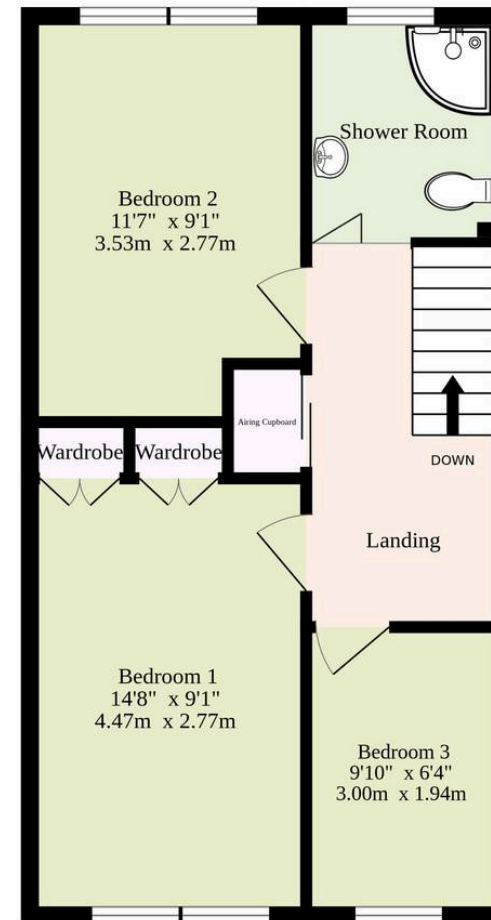 Shower Room
Bedroom 2
11'7" x 9'1"
3.53m x 2.77m
Airing Cupboard
Wardrobe
Wardrobe
DOWN
Landing
Bedroom 1
14'8" x 9'1"
4.47m x 2.77m
Bedroom 3
9'10" x 6'4"
3.00m x 1.94m